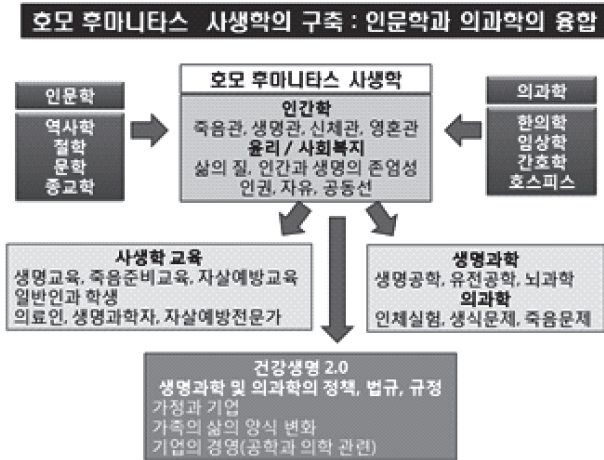 호모 후마니타스 사생학의 구축 : 인문학과 의과학의 융합
인문학
역사학
철학
문학
종교학
호모 후마니타스 사생학
인간학
죽음관, 생명관, 신체관, 영혼관
윤리 / 사회복지
삶의 질, 인간과 생명의 존엄성
인권, 자유, 공동선
의과학
한의학
임상학
간호학
호스피스
사생학 교육
생명교육, 죽음준비교육, 자살예방교육
일반인과 학생
의료인, 생명과학자, 자살예방전문가
생명과학
생명공학, 유전공학, 뇌과학
의과학
인체실험, 생식문제, 죽음문제
건강생명 2.0
생명과학 및 의과학의 정책, 법규, 규정
가정과 기업
가족의 삶의 양식 변화
기업의 경영(공학과 의학 관련)